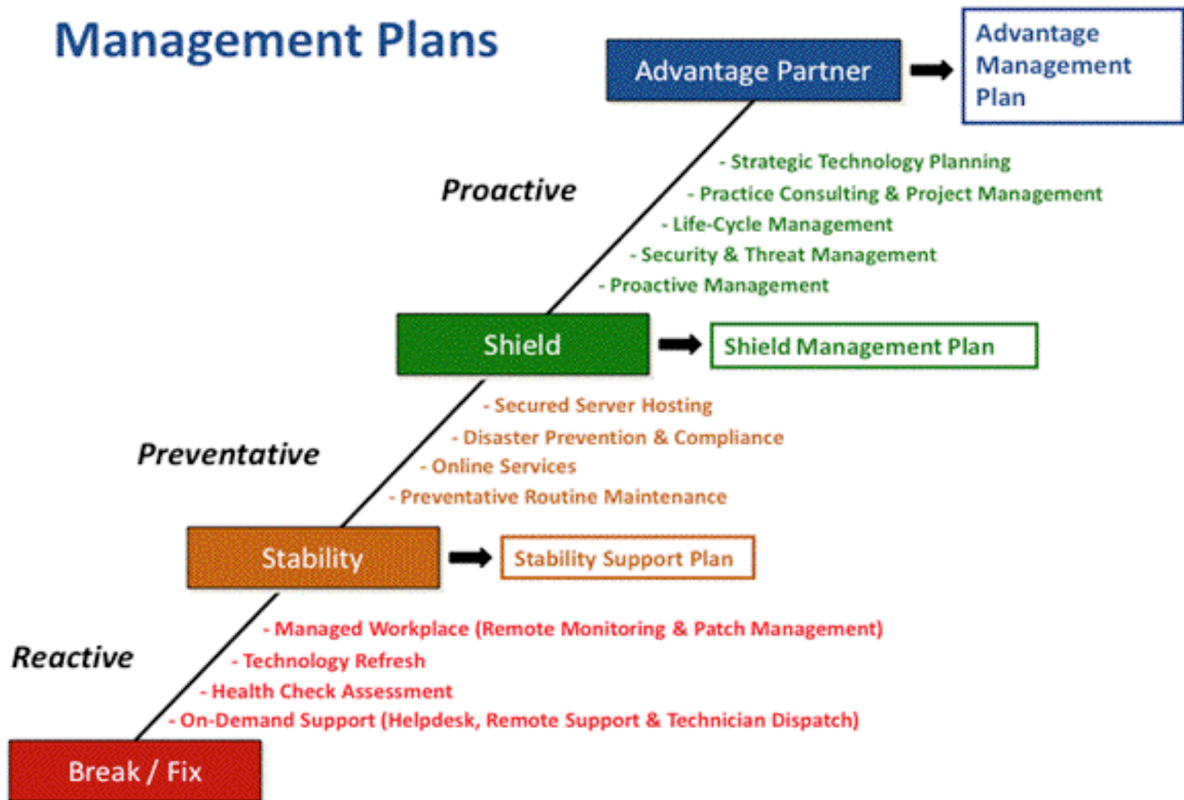 Management Plans
Advantage Partner
Advantage
Management
Plan
Proactive
- Strategic Technology Planning
- Practice Consulting & Project Management
- Life-Cycle Management
- Security & Threat Management
- Proactive Management
Shield
Shield Management Plan
Preventative
- Secured Server Hosting
- Disaster Prevention & Compliance
- Online Services
- Preventative Routine Maintenance
Stability
Stability Support Plan
Reactive
- Managed Workplace (Remote Monitoring & Patch Management)
- Technology Refresh
- Health Check Assessment
- On-Demand Support (Helpdesk, Remote Support & Technician Dispatch)
Break / Fix